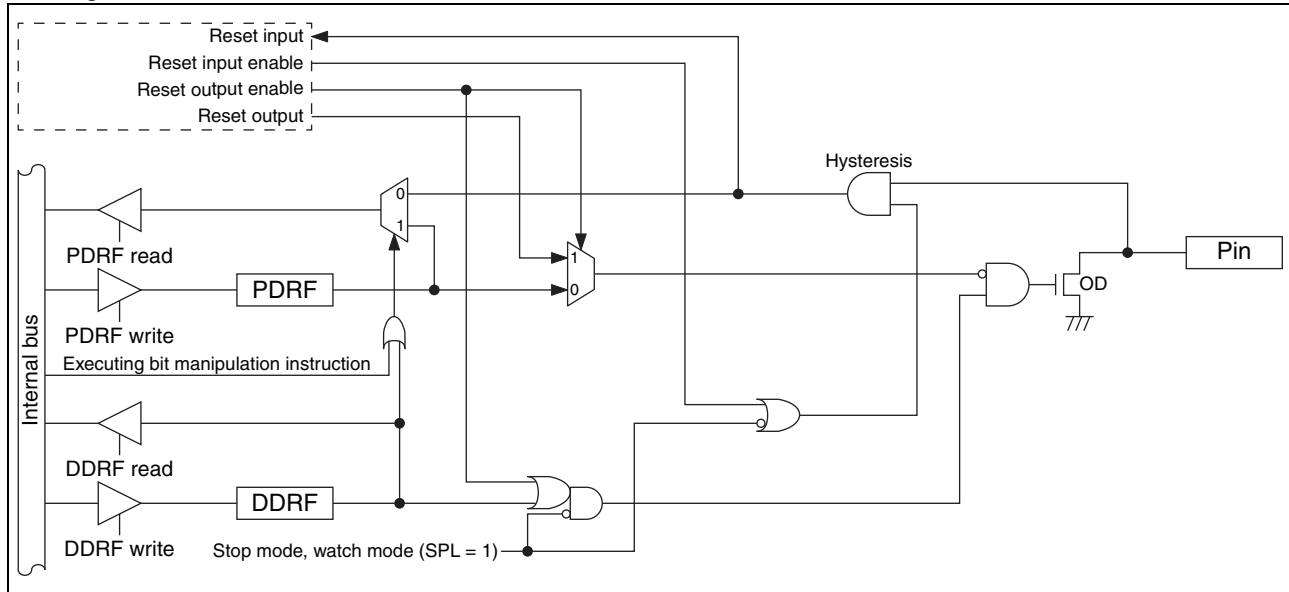 Reset input
Reset input enable
Reset output enable
Reset output
Hysteresis
0
1
PDRF read
1
0
Pin
OD
PDRF
PDRF write
Executing bit manipulation instruction
Internal bus
DDRF read
DDRF
DDRF write
Stop mode, watch mode (SPL = 1)